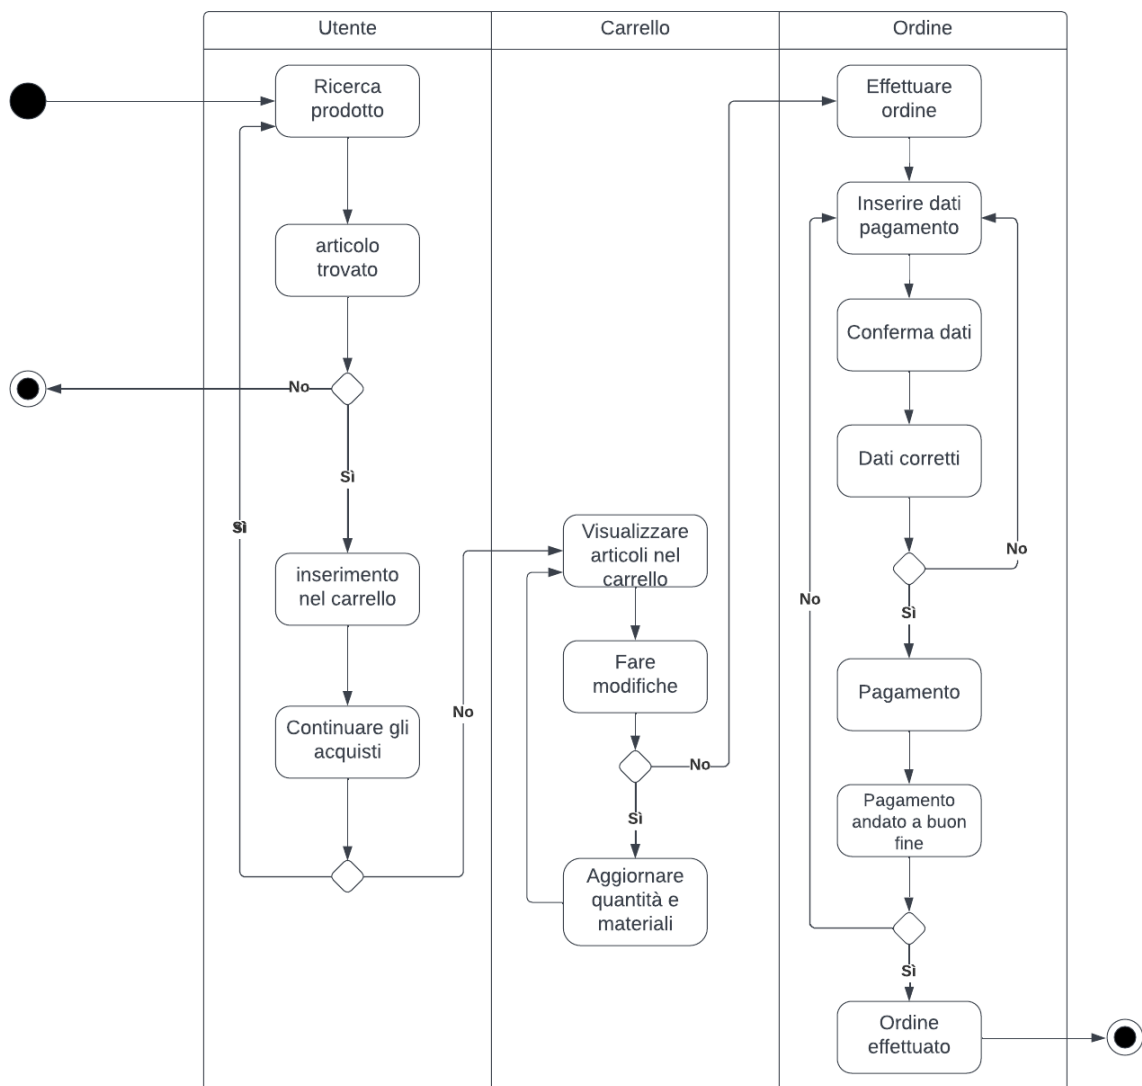 Utente
Carrello
Ordine
Ricerca
prodotto
articolo
trovato
No
Sì
Sì
inserimento
nel carrello
Continuare gli
acquisti
No
Visualizzare
articoli nel
carrello
Fare
modifiche
No
Sì
Aggiornare
quantità e
materiali
Effettuare
ordine
Inserire dati
pagamento
Conferma dati
Dati corretti
No
No
Sì
Pagamento
Pagamento
andato a buon
fine
Sì
Ordine
effettuato